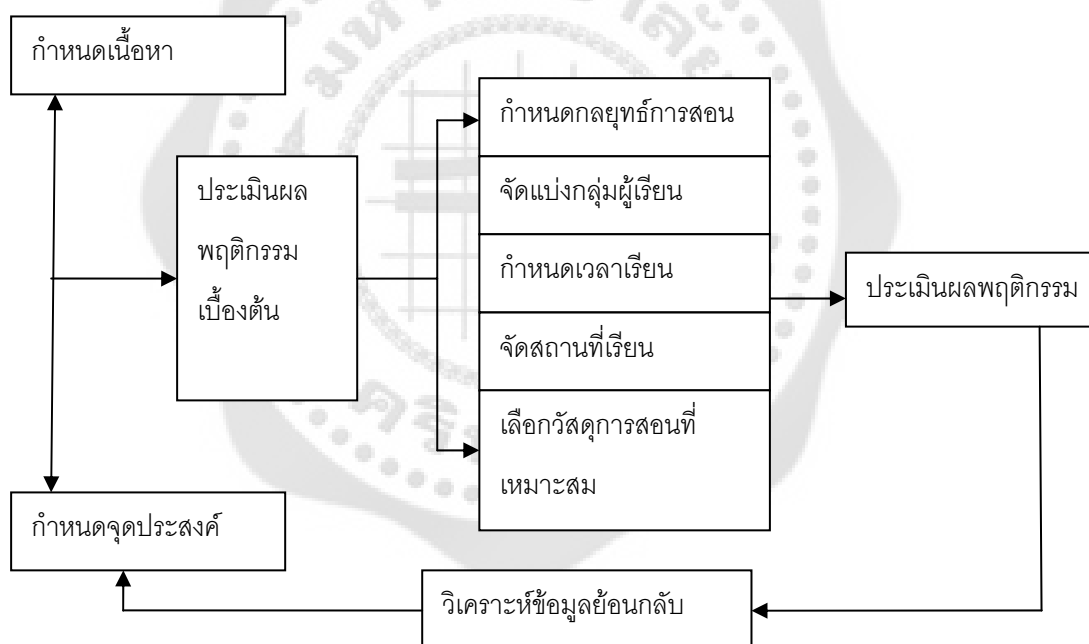 กำหนดเนื้อหา
ประเมินผล
พฤติกรรม
เบื้องต้น
กำหนดจุดประสงค์
กำหนดกลยุทธ์การสอน
จัดแบ่งกลุ่มผู้เรียน
กำหนดเวลาเรียน
จัดสถานที่เรียน
เลือกวัสดุการสอนที่
เหมาะสม
ประเมินผลพฤติกรรม
วิเคราะห์ข้อมูลย้อนกลับ